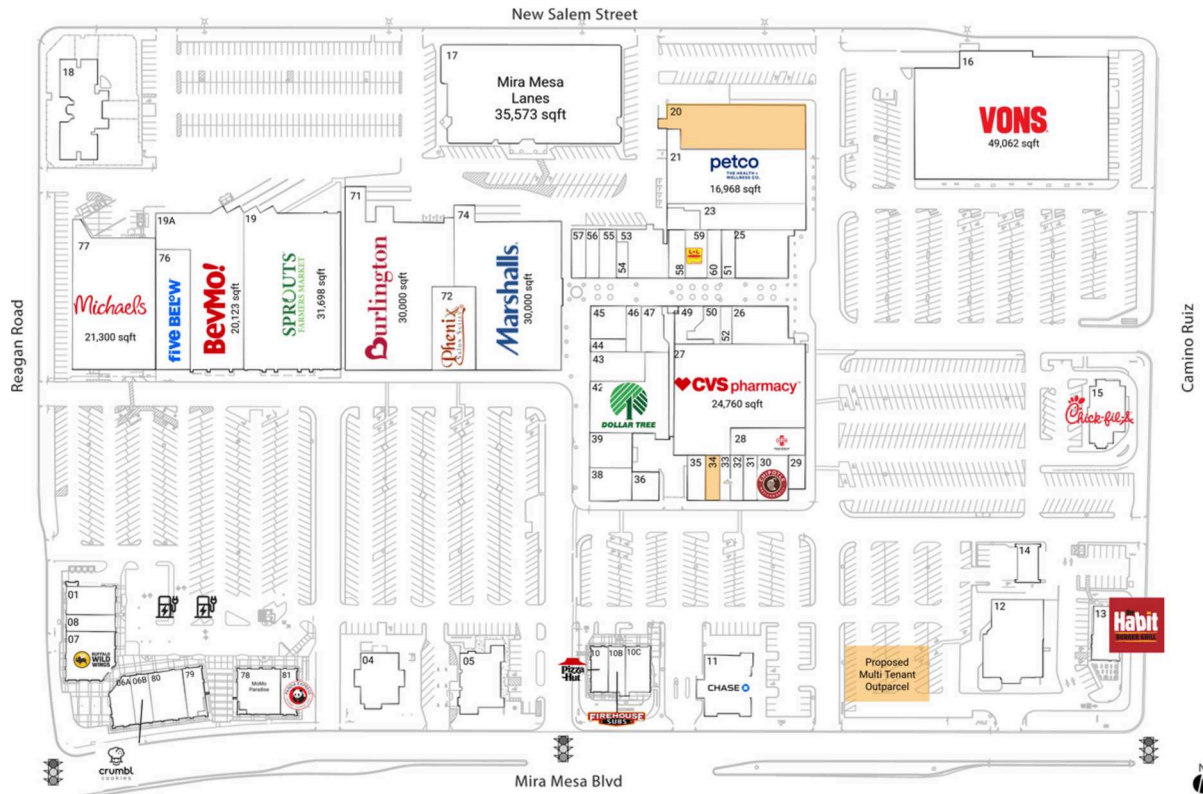 New Salem Street
18
17
Mira Mesa
Lanes
35,573 sqft
16
VONS
49,062 sqft
20
21
petco
THE HEALTH +
WELLNESS CO.
16,968 sqft
23
71
74
19A
19
77
76
57
56
55
53
54
58
59
L+L
60
51
25
Michaels
21,300 sqft
five BELOW
BevMo!
20,123 sqft
SPROUTS
FARMERS MARKET
31,698 sqft
Burlington
30,000 sqft
72
Phenix
Salon Suites
Marshalls
30,000 sqft
45
46
47
49
50
52
26
44
43
42
DOLLAR TREE
27
CVS pharmacy
24,760 sqft
15
Chick-fil-A
Reagan Road
Camino Ruiz
39
38
36
28
35
34
33
32
31
30
29
CHIPOTLE
01
08
07
BUFFALO
WILD
WINGS
06A
06B
80
79
78
MoMo
Paradise
81
PANDA EXPRESS
04
05
10
10B
10C
Pizza
Hut
FIREHOUSE
SUBS
11
CHASE
Proposed
Multi Tenant
Outparcel
12
14
13
the
Habit
BURGER GRILL
crumbl
cookies
Mira Mesa Blvd
N